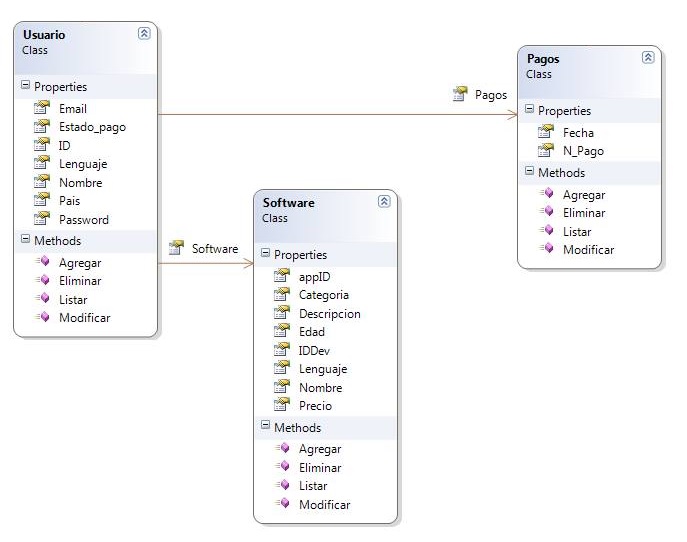 Usuario
Class
Properties
Email
Estado_pago
ID
Lenguaje
Nombre
Pais
Password
Methods
Agregar
Eliminar
Listar
Modificar
Pagos
Software
Pagos
Class
Properties
Fecha
N_Pago
Methods
Agregar
Eliminar
Listar
Modificar
Software
Class
Properties
appID
Categoria
Descripcion
Edad
IDDev
Lenguaje
Nombre
Precio
Methods
Agregar
Eliminar
Listar
Modificar